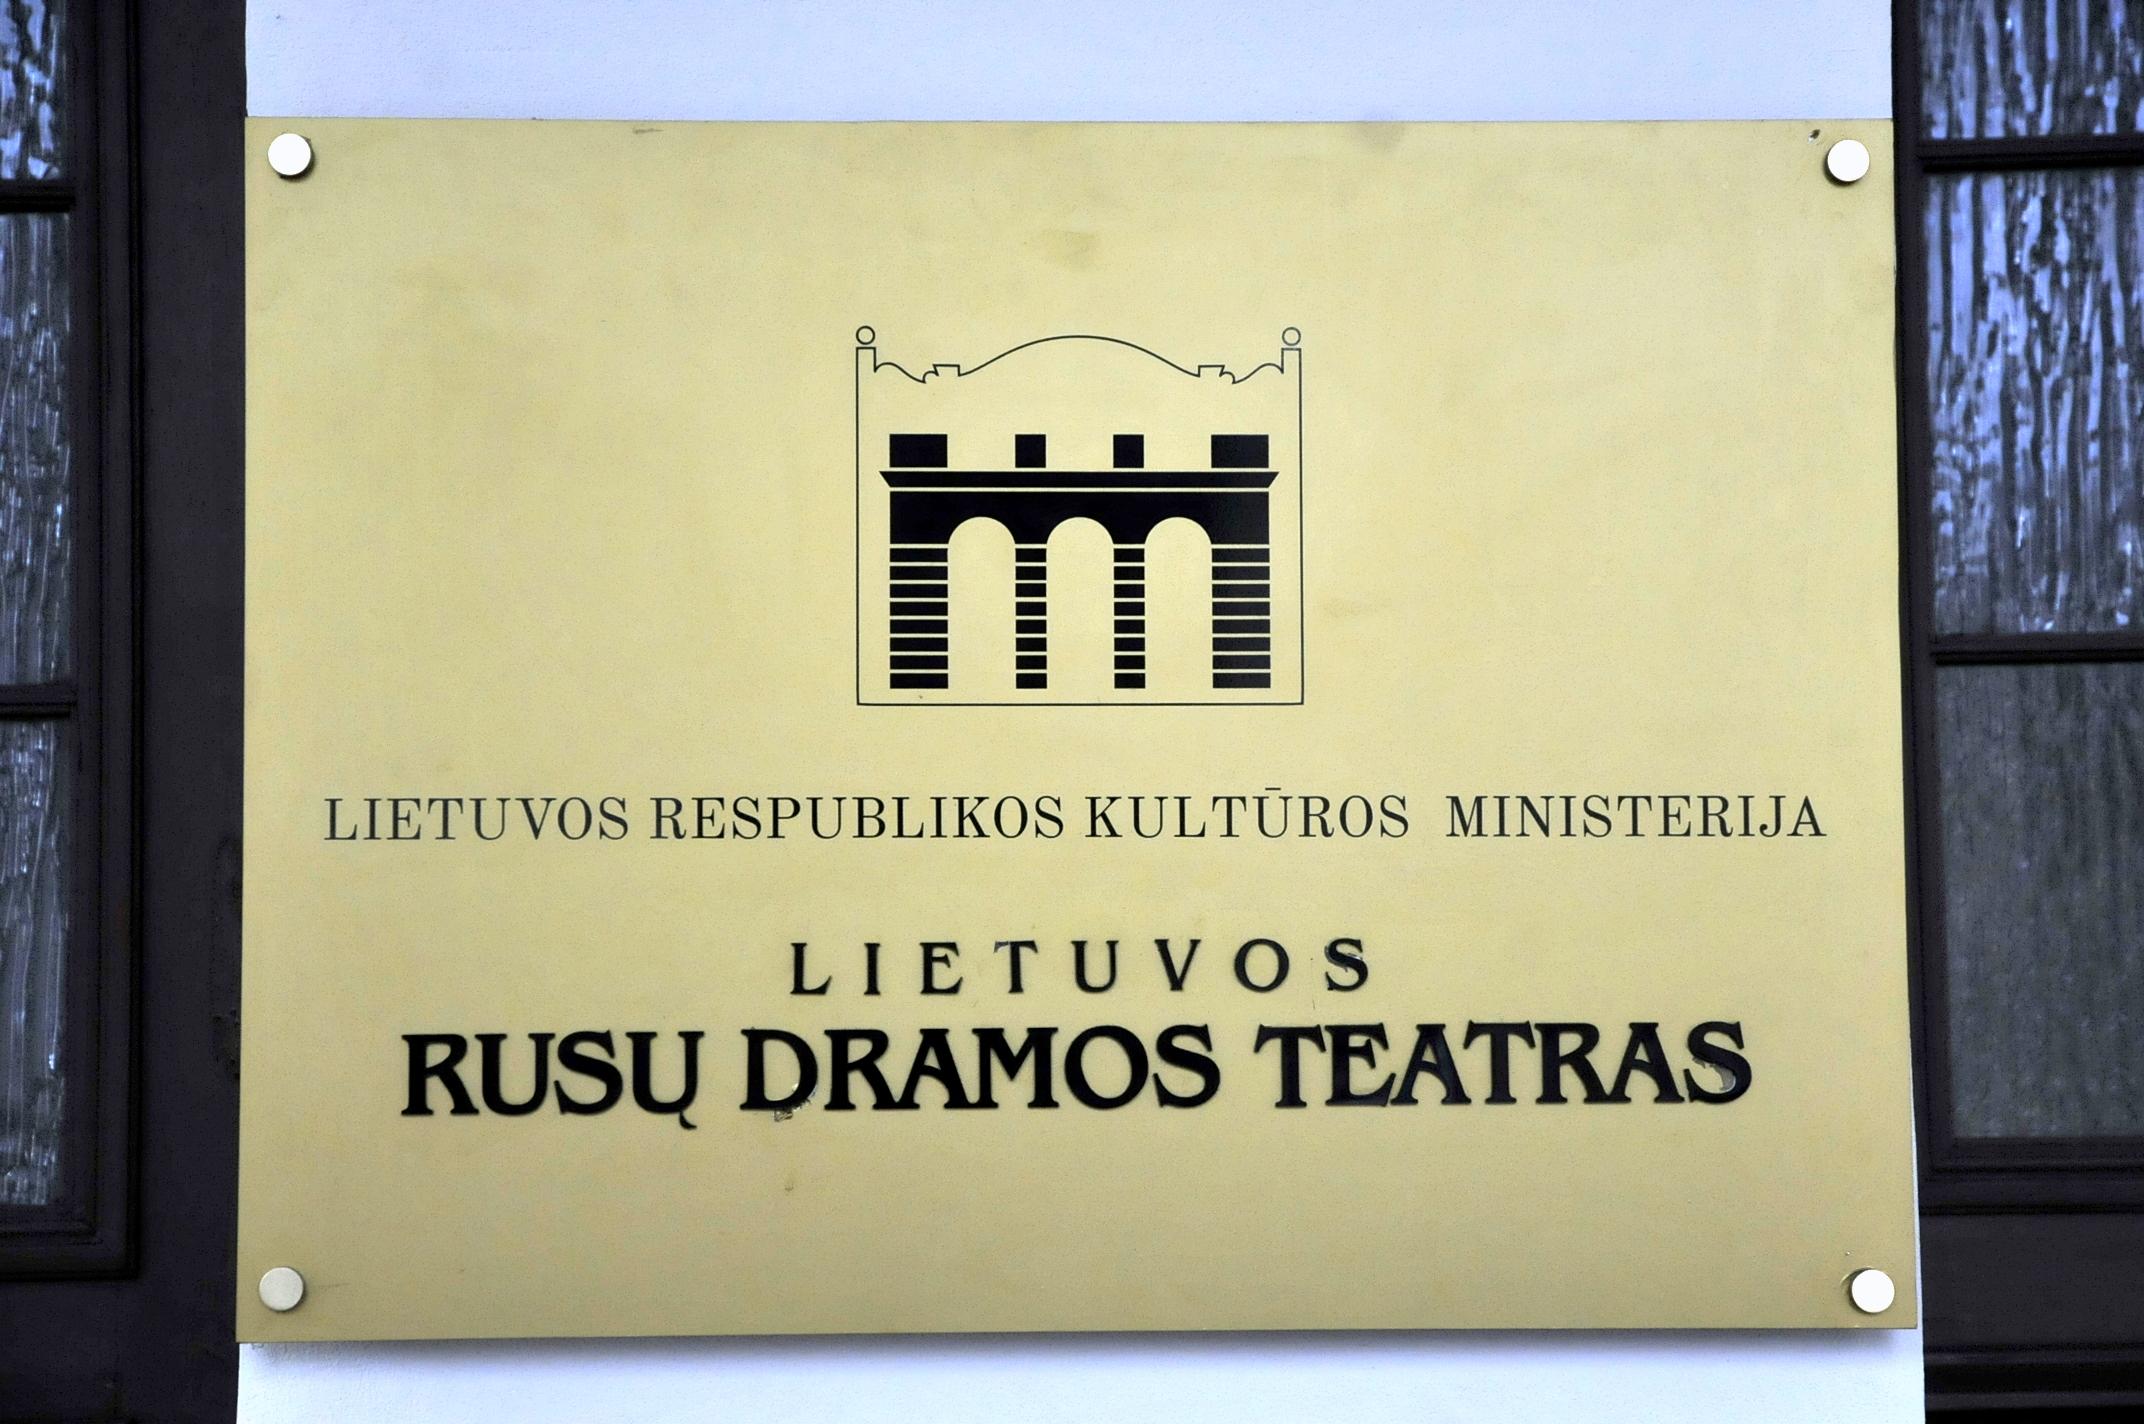 LIETUVOS RESPUBLIKOS KULTŪROS MINISTERIJA
LIETUVOS
RUSŲ DRAMOS TEATRAS